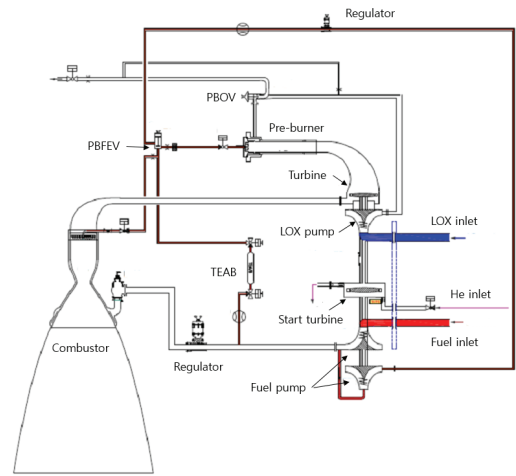 Regulator
PBOV
Pre-burner
PBFEV
Turbine
LOX inlet
LOX pump
TEAB
He inlet
Start turbine
Fuel inlet
Combustor
Regulator
Fuel pump